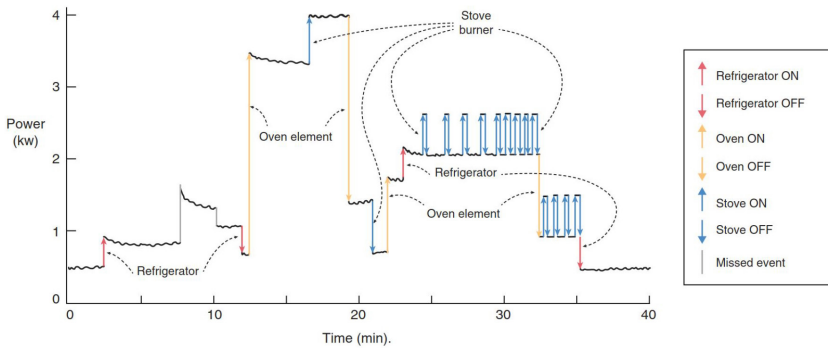 4
3
2
1
0
Power
(kw)
0
10
20
30
40
Time (min).
Stove
burner
Oven element
Refrigerator
Refrigerator
Oven element
Refrigerator ON
Refrigerator OFF
Oven ON
Oven OFF
Stove ON
Stove OFF
Missed event